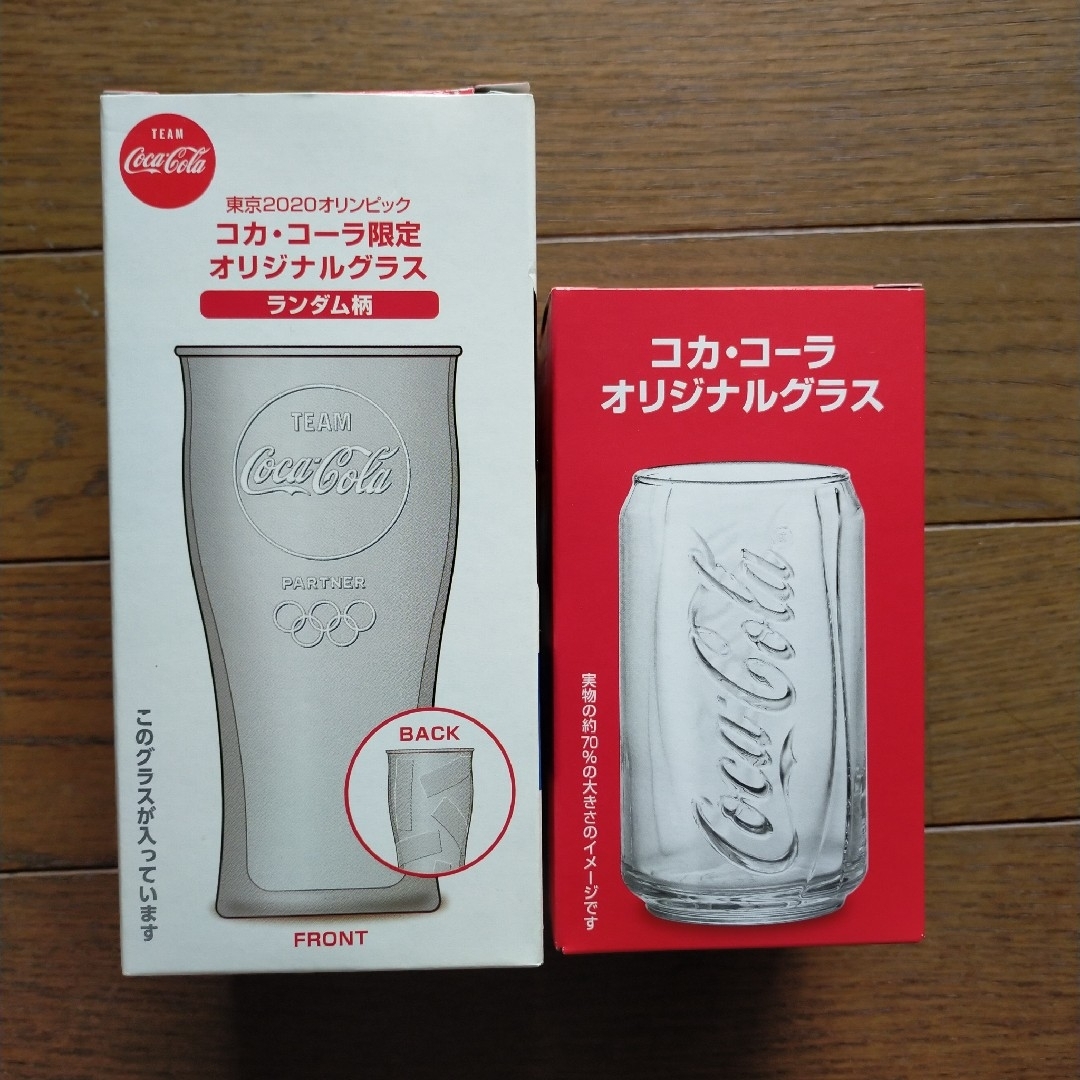 TEAM
Coca-Cola
東京2020オリンピック
コカ・コーラ限定
オリジナルグラス
ランダム柄
TEAM
Coca-Cola
PARTNER
BACK
このグラスが入っています
FRONT
コカ・コーラ
オリジナルグラス
Coca-Cola
実物の約70%の大きさのイメージです